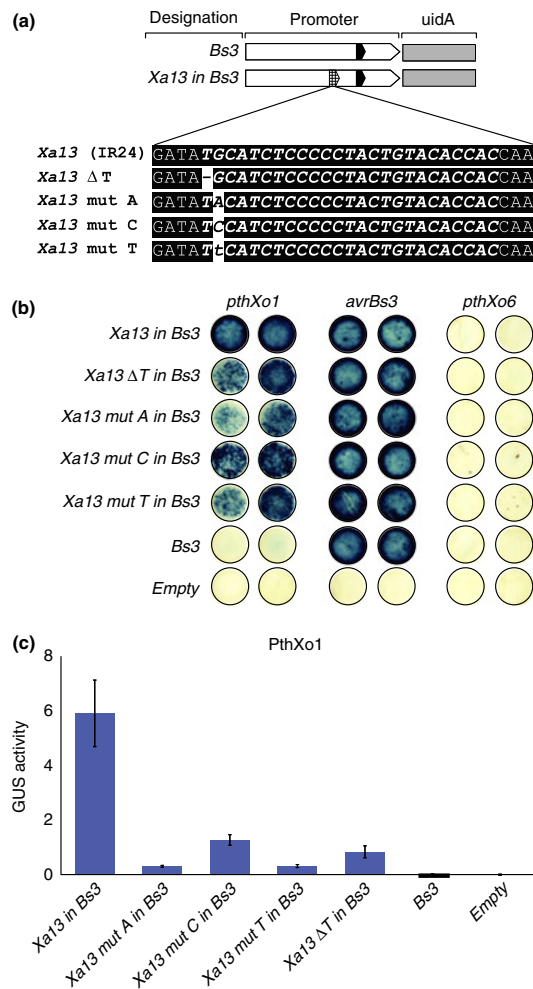 (a)
Designation Promoter uidA
Bs3
Xa13 in Bs3
Xa13 (IR24) GATATGCATCTCCCCCTACTGTACACCACCAA
Xa13 ΔT GATA-GCATCTCCCCCTACTGTACACCACCAA
Xa13 mut A GATATACATCTCCCCCTACTGTACACCACCAA
Xa13 mut C GATATCCATCTCCCCCTACTGTACACCACCAA
Xa13 mut T GATATtCATCTCCCCCTACTGTACACCACCAA
(b)
pthXo1 avrBs3 pthXo6
Xa13 in Bs3
Xa13 ΔT in Bs3
Xa13 mut A in Bs3
Xa13 mut C in Bs3
Xa13 mut T in Bs3
Bs3
Empty
(c)
PthXo1
GUS activity
8
6
4
2
0
Xa13 in Bs3
Xa13 mut A in Bs3
Xa13 mut C in Bs3
Xa13 mut T in Bs3
Xa13 ΔT in Bs3
Bs3
Empty